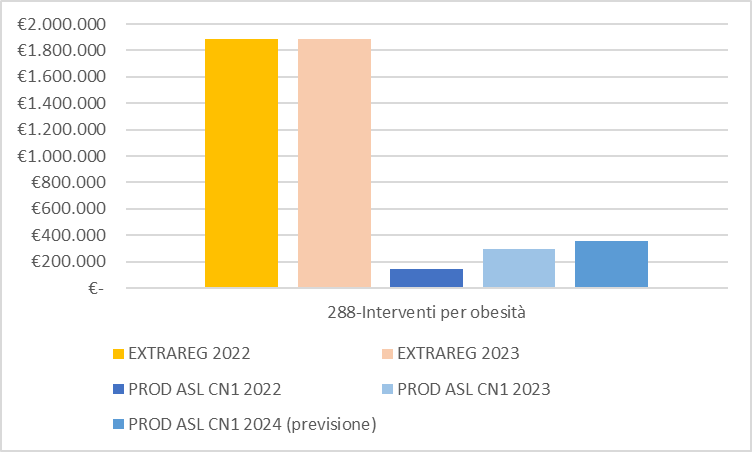 €2.000.000
€1.800.000
€1.600.000
€1.400.000
€1.200.000
€1.000.000
€800.000
€600.000
€400.000
€200.000
€-
288-Interventi per obesità
EXTRAREG 2022 EXTRAREG 2023
PROD ASL CN1 2022 PROD ASL CN1 2023
PROD ASL CN1 2024 (previsione)